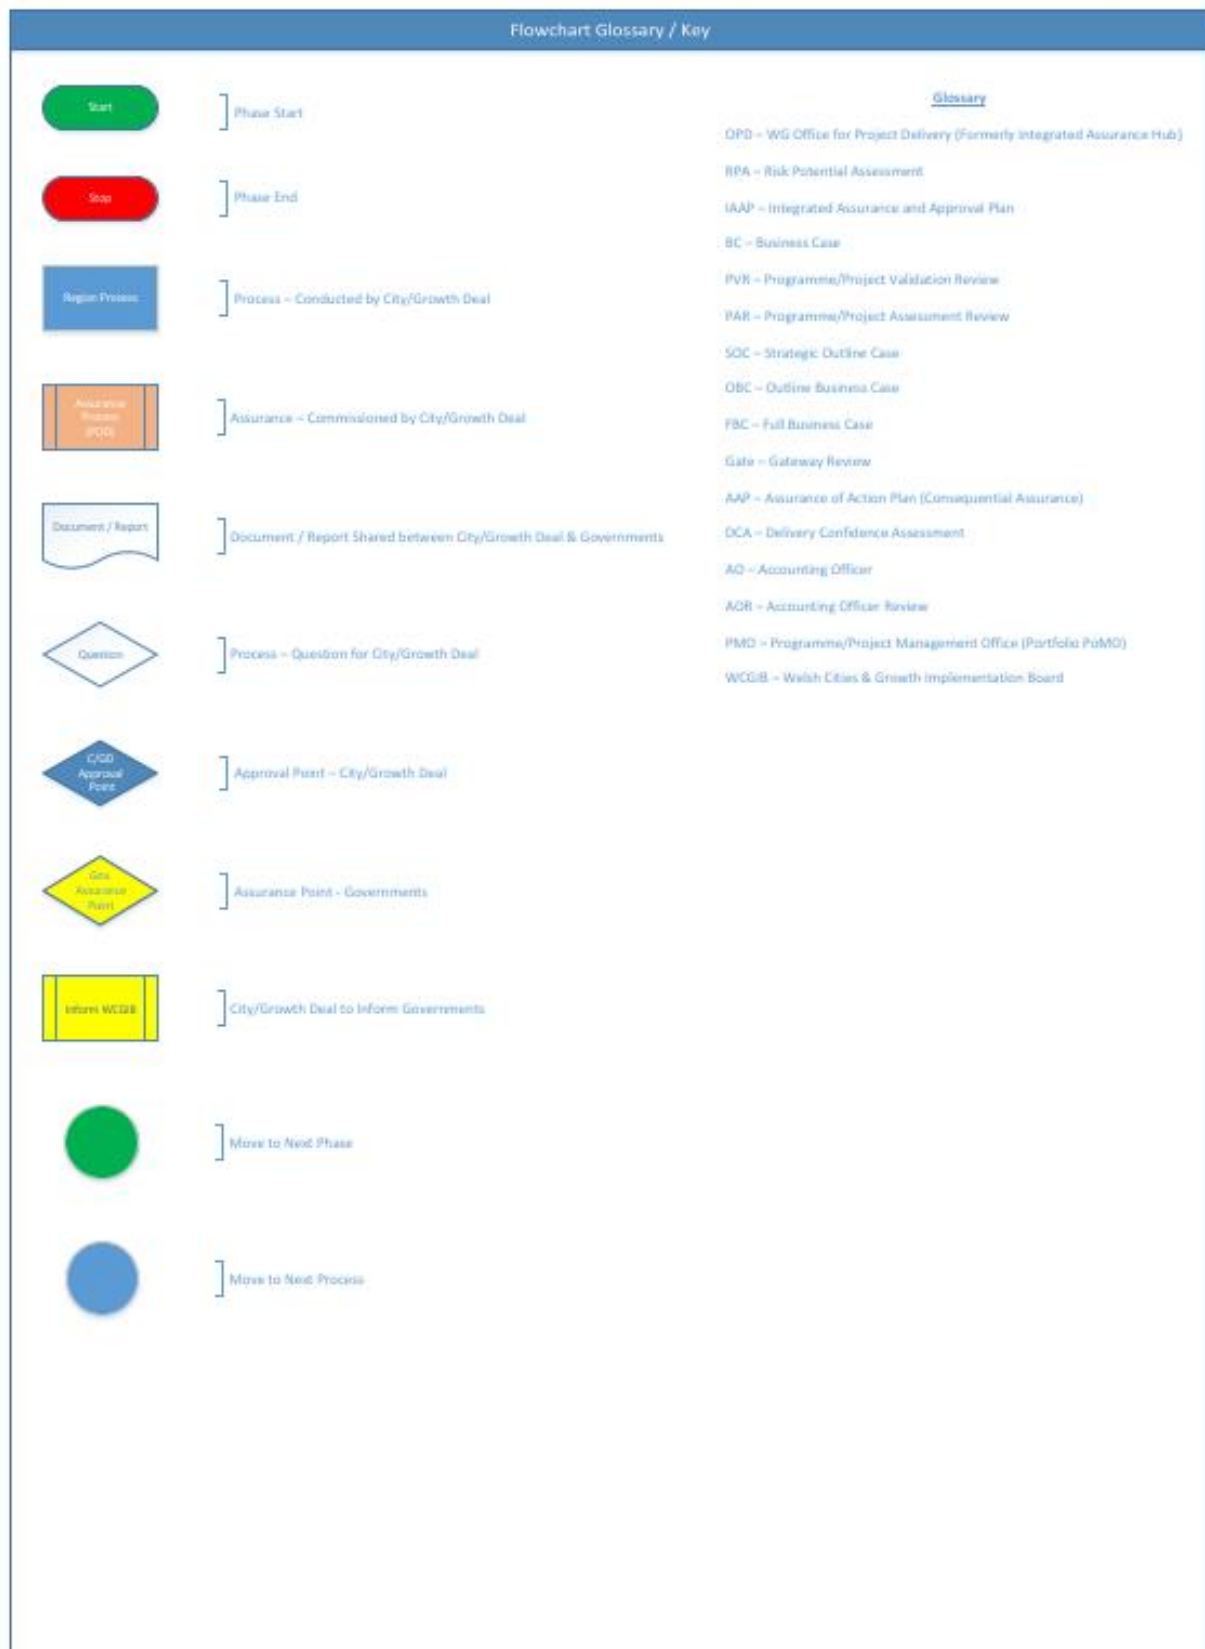 Flowchart Glossary / Key
Start
Phase Start
Stop
Phase End
Region Process
Process – Conducted by City/Growth Deal
Assurance
Process
Assurance – Commissioned by City/Growth Deal
Document / Report
Document / Report Shared between City/Growth Deal & Governments
Question
Process – Question for City/Growth Deal
C/GD
Approval
Point
Approval Point – City/Growth Deal
Gov
Assurance
Point
Assurance Point - Governments
Inform WCGIB
City/Growth Deal to Inform Governments
Move to Next Phase
Move to Next Process
Glossary
OPD – WG Office for Project Delivery (Formerly Integrated Assurance Hub)
RPA – Risk Potential Assessment
IAAP – Integrated Assurance and Approval Plan
BC – Business Case
PVR – Programme/Project Validation Review
PAR – Programme/Project Assessment Review
SOC – Strategic Outline Case
OBC – Outline Business Case
FBC – Full Business Case
Gate – Gateway Review
AAP – Assurance of Action Plan (Consequential Assurance)
DCA – Delivery Confidence Assessment
AO – Accounting Officer
AOR – Accounting Officer Review
PMO – Programme/Project Management Office (Portfolio PoMO)
WCGIB – Welsh Cities & Growth Implementation Board